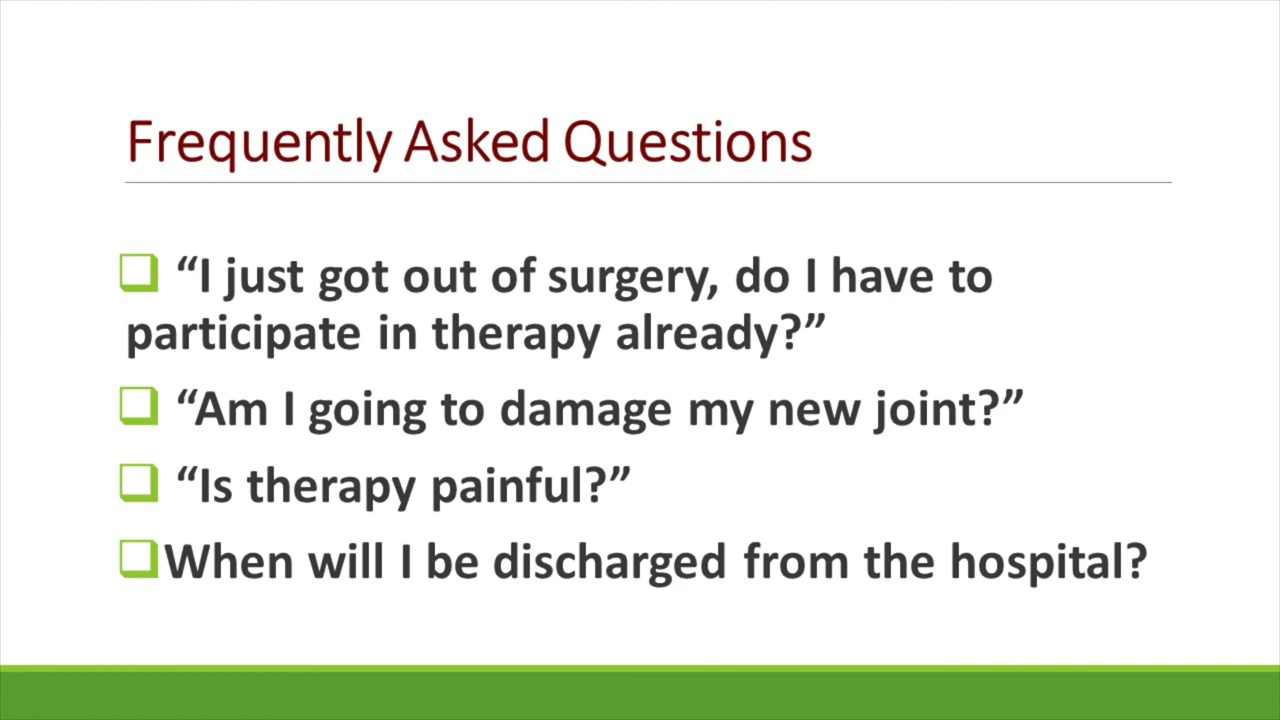 Frequently Asked Questions
“I just got out of surgery, do I have to
participate in therapy already?”
“Am I going to damage my new joint?”
“Is therapy painful?”
When will I be discharged from the hospital?